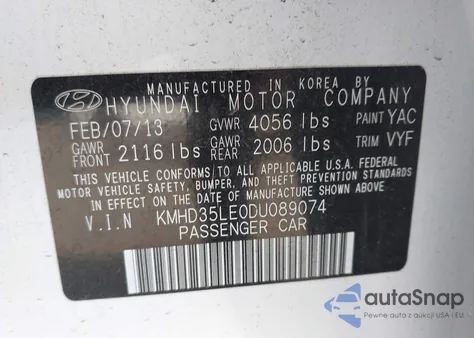 MANUFACTURED IN KOREA BY
HYUNDAI MOTOR COMPANY
FEB/07/13 GVWR 4056 lbs PAINT YAC
GAWR FRONT 2116 lbs GAWR REAR 2006 lbs TRIM VYF
THIS VEHICLE CONFORMS TO ALL APPLICABLE U.S.A. FEDERAL
MOTOR VEHICLE SAFETY, BUMPER, AND THEFT PREVENTION STANDARDS
IN EFFECT ON THE DATE OF MANUFACTURE SHOWN ABOVE.
V.I.N KMHD35LE0DU089074
PASSENGER CAR
autoSnap
Pewne auta z aukcji USA i EU